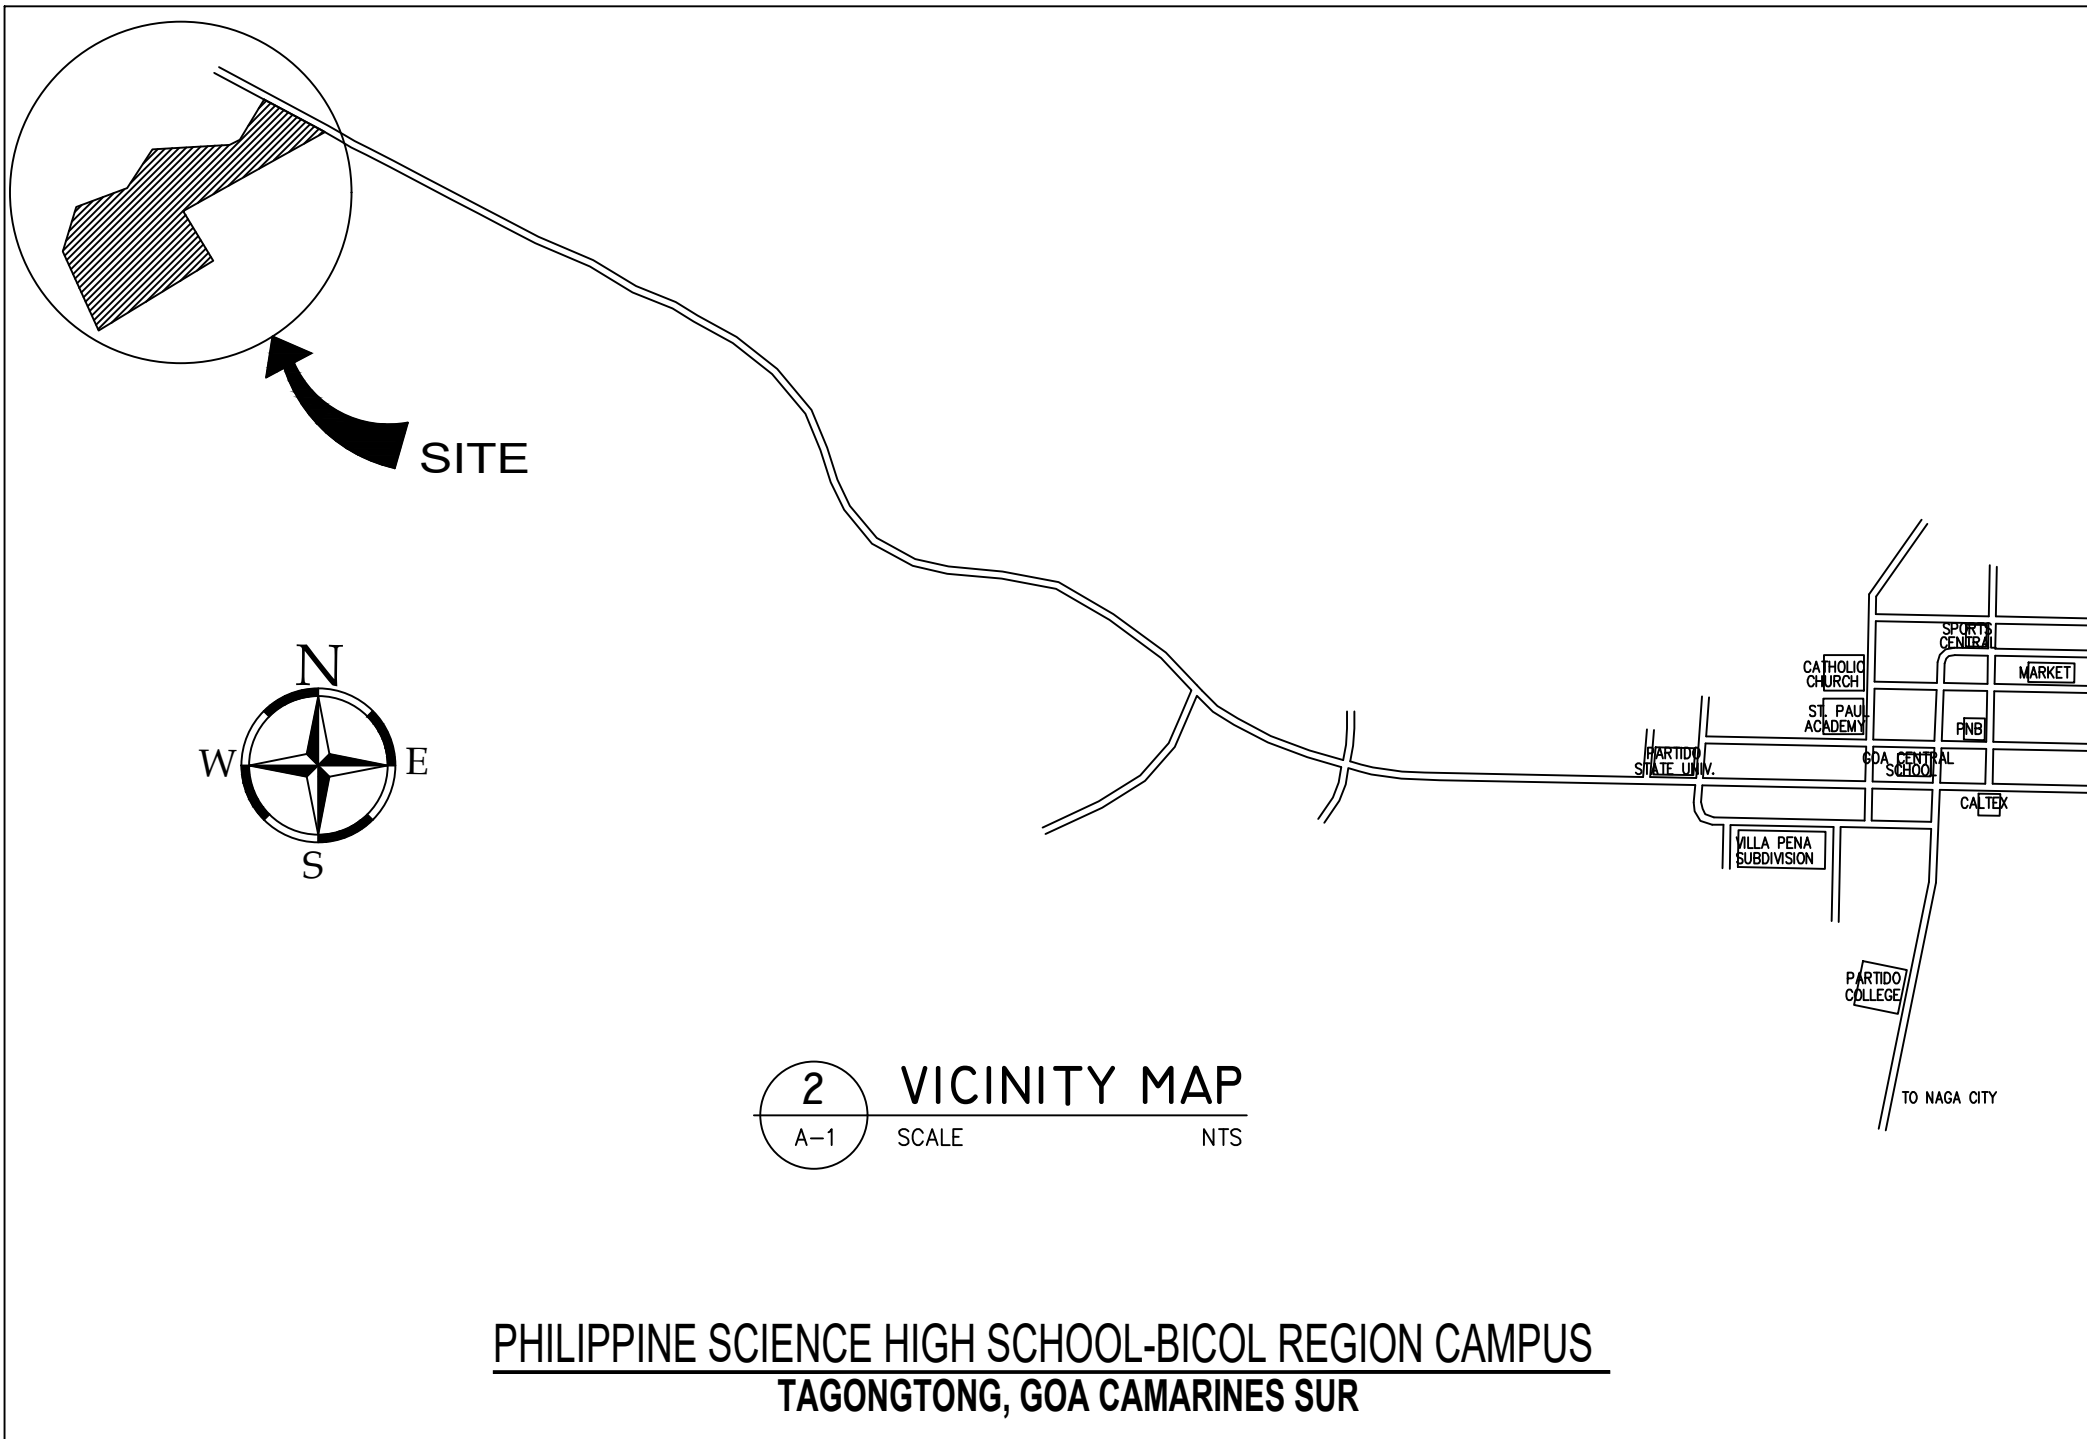 SITE
N
W
E
S
SPORTS
CENTRAL
CATHOLIC
CHURCH
MARKET
ST. PAUL
ACADEMY
PNB
PARTIDO
STATE UNIV.
GOA CENTRAL
SCHOOL
CALTEX
VILLA PENA
SUBDIVISION
PARTIDO
COLLEGE
TO NAGA CITY
2 VICINITY MAP
A-1 SCALE NTS
PHILIPPINE SCIENCE HIGH SCHOOL-BICOL REGION CAMPUS
TAGONGTONG, GOA CAMARINES SUR